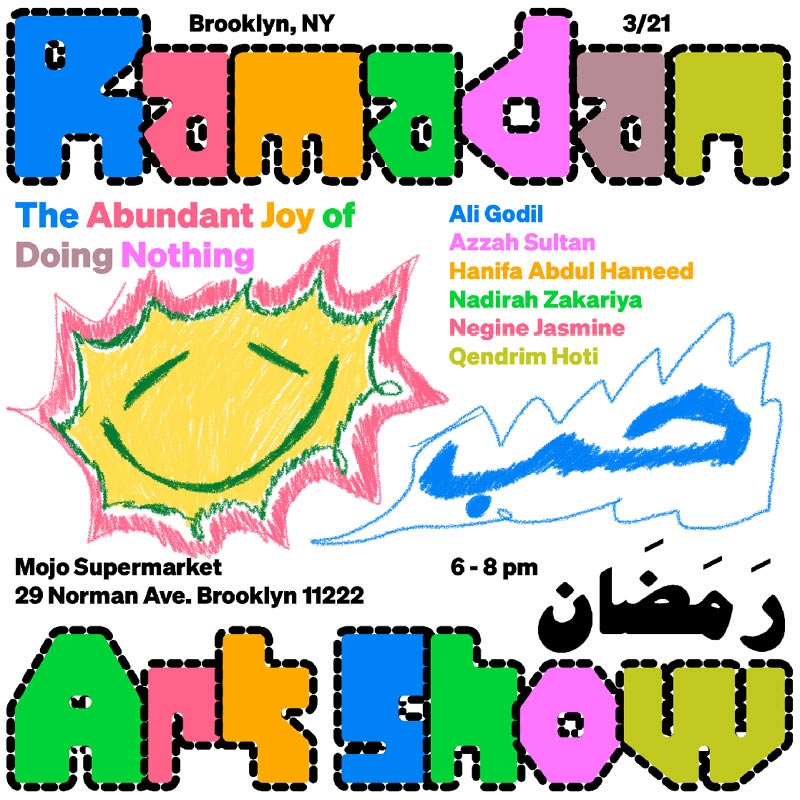 Brooklyn, NY
3/21
Ramadan
The Abundant Joy of
Doing Nothing
Ali Godil
Azzah Sultan
Hanifa Abdul Hameed
Nadirah Zakariya
Negine Jasmine
Qendrim Hoti
حب
Mojo Supermarket
29 Norman Ave. Brooklyn 11222
6 - 8 pm
رَمَضَان
Art Show